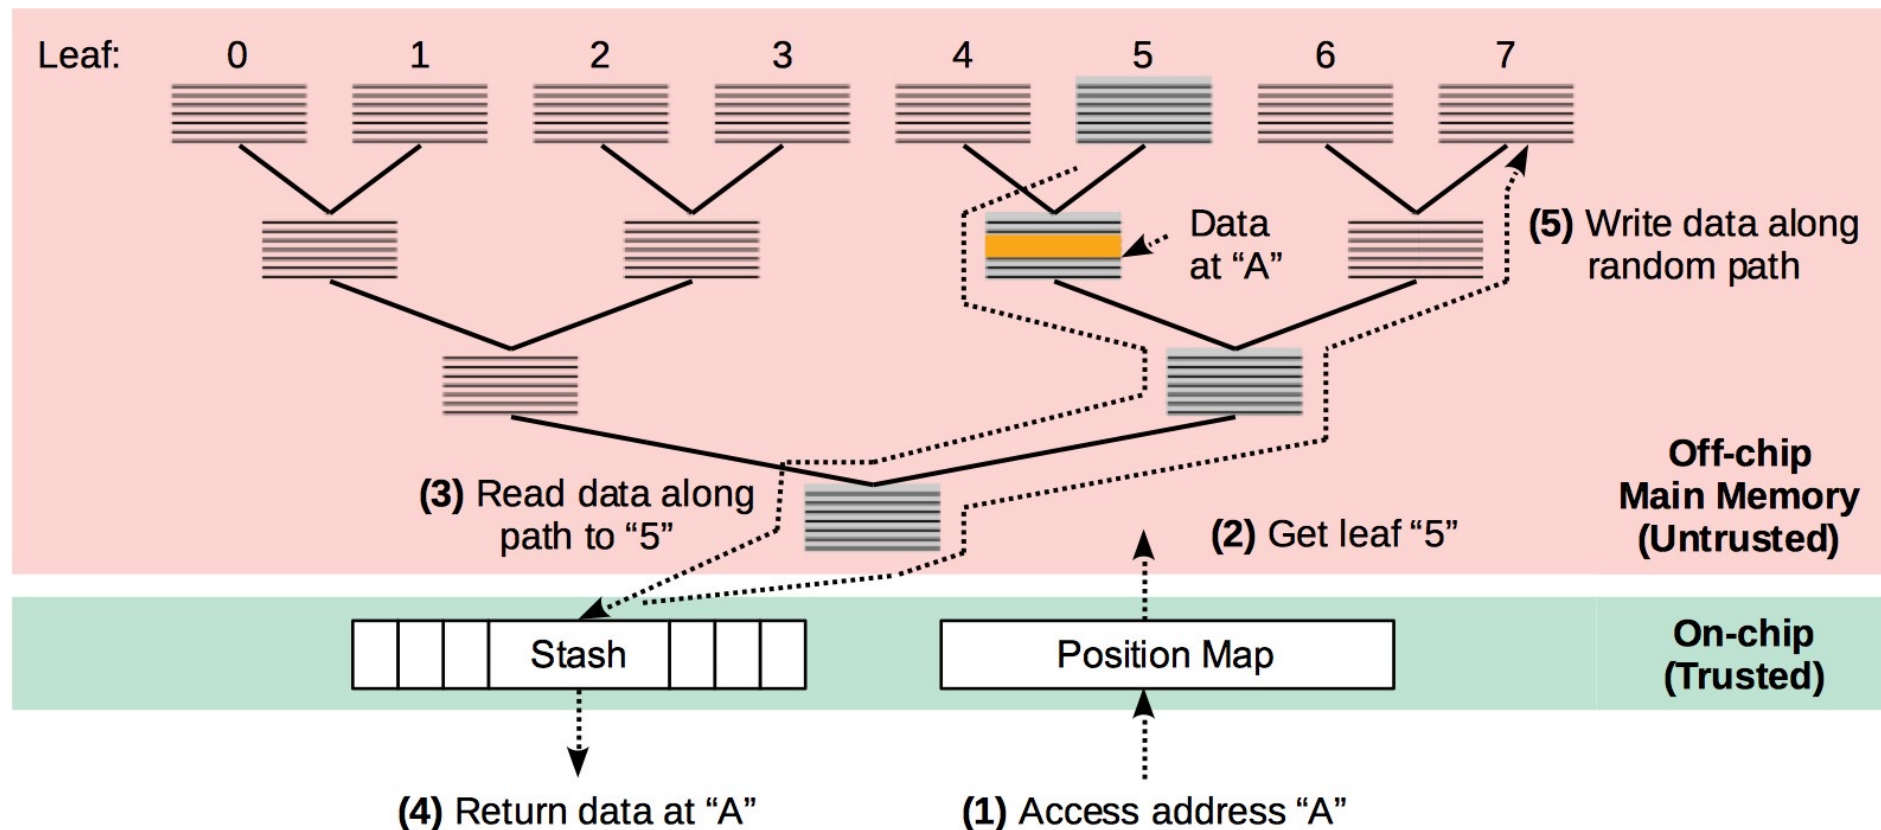 Leaf: 0 1 2 3 4 5 6 7
Data
at “A”
(5) Write data along
random path
(3) Read data along
path to “5”
(2) Get leaf “5”
Off-chip
Main Memory
(Untrusted)
Stash
Position Map
On-chip
(Trusted)
(4) Return data at “A”
(1) Access address “A”